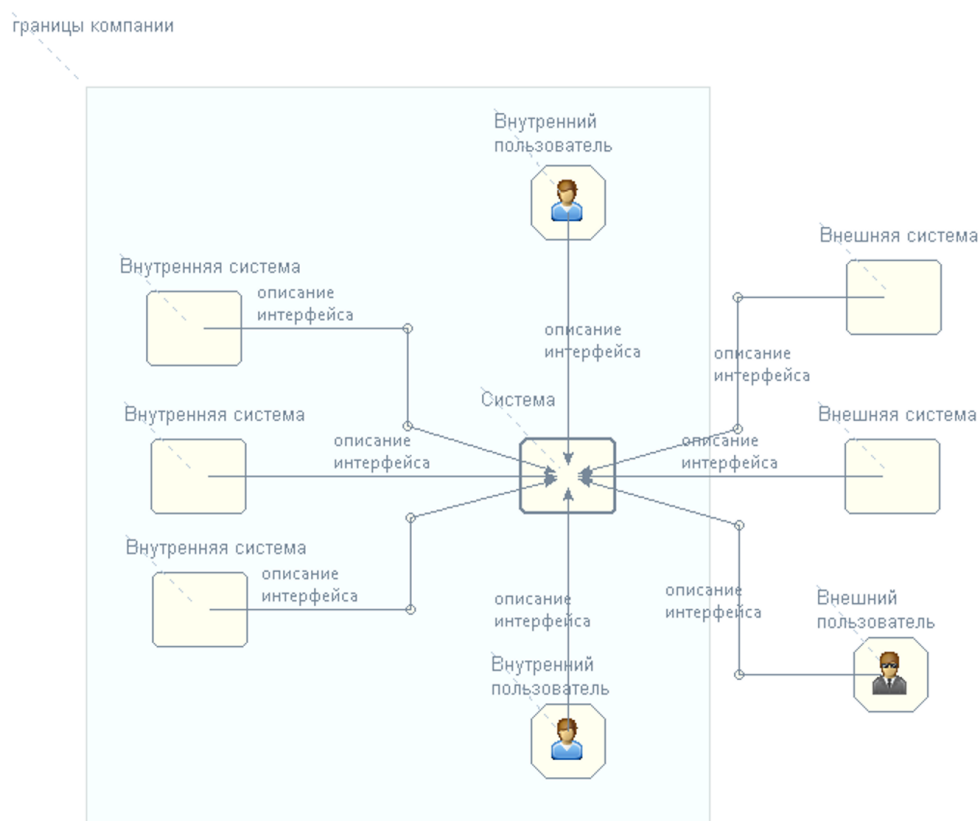 границы компании
Внутренний
пользователь
Внешняя система
Внутренняя система
описание
интерфейса
описание
интерфейса
описание
интерфейса
Система
Внутренняя система
Внешняя система
описание
интерфейса
описание
интерфейса
Внутренняя система
описание
интерфейса
описание
интерфейса
описание
интерфейса
Внешний
пользователь
Внутренний
пользователь